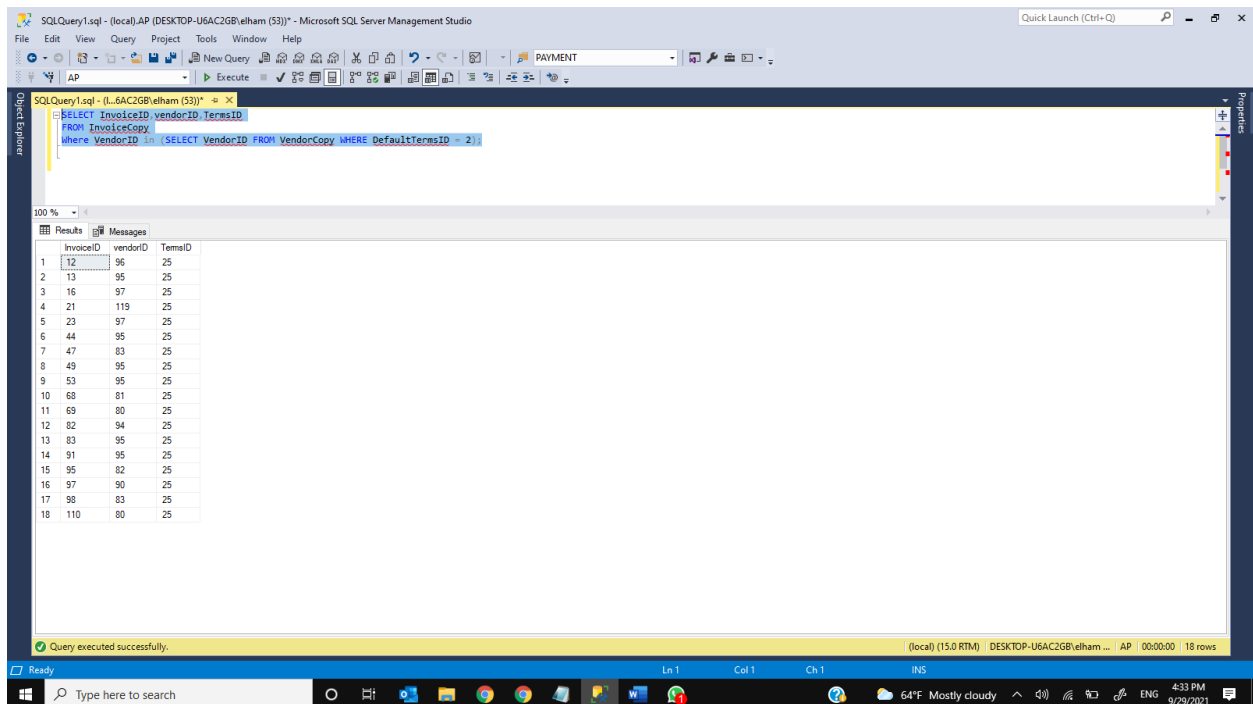 SQLQuery1.sql - (local).AP (DESKTOP-U6AC2GB\elham (53))* - Microsoft SQL Server Management Studio
Quick Launch (Ctrl+Q)
File Edit View Query Project Tools Window Help
New Query PAYMENT
AP Execute
Object Explorer
SQLQuery1.sql - (l...6AC2GB\elham (53))*
Properties
SELECT InvoiceID,vendorID,TermsID
FROM InvoiceCopy
Where VendorID in (SELECT VendorID FROM VendorCopy WHERE DefaultTermsID = 2);
100 %
Results Messages
InvoiceID vendorID TermsID
1 12 96 25
2 13 95 25
3 16 97 25
4 21 119 25
5 23 97 25
6 44 95 25
7 47 83 25
8 49 95 25
9 53 95 25
10 68 81 25
11 69 80 25
12 82 94 25
13 83 95 25
14 91 95 25
15 95 82 25
16 97 90 25
17 98 83 25
18 110 80 25
Query executed successfully.
(local) (15.0 RTM) DESKTOP-U6AC2GB\elham ... AP 00:00:00 18 rows
Ready Ln 1 Col 1 Ch 1 INS
Type here to search
64°F Mostly cloudy ENG 4:33 PM
9/29/2021